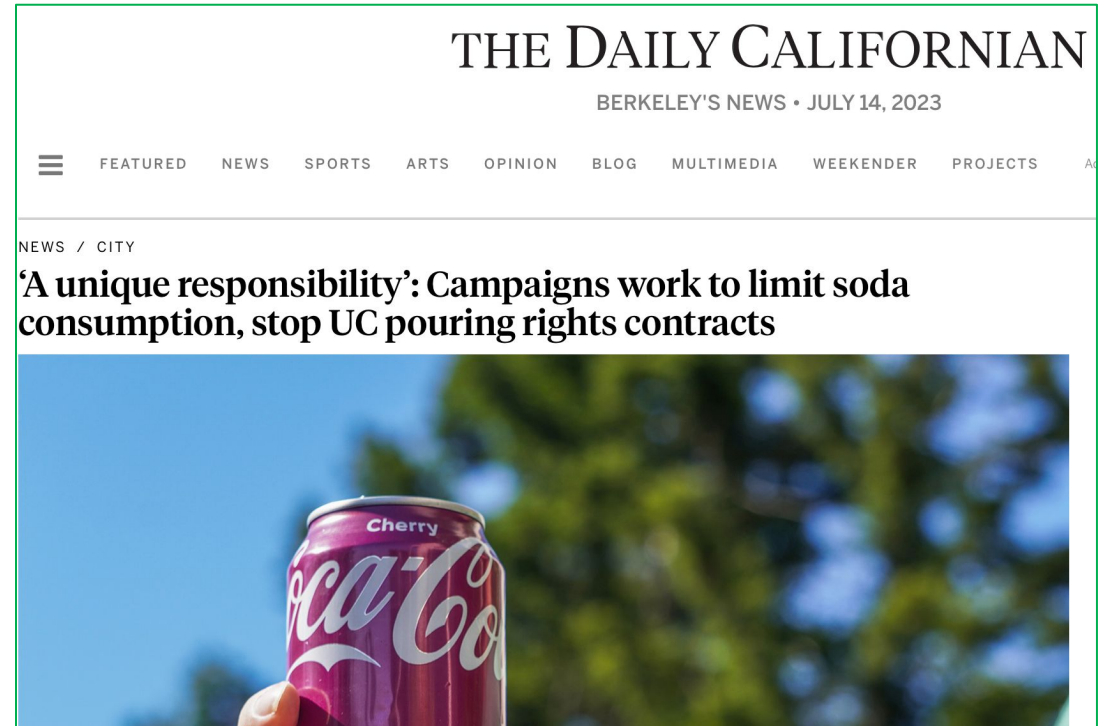 THE DAILY CALIFORNIAN
BERKELEY'S NEWS • JULY 14, 2023
FEATURED NEWS SPORTS ARTS OPINION BLOG MULTIMEDIA WEEKENDER PROJECTS
NEWS / CITY
‘A unique responsibility’: Campaigns work to limit soda
consumption, stop UC pouring rights contracts
Cherry